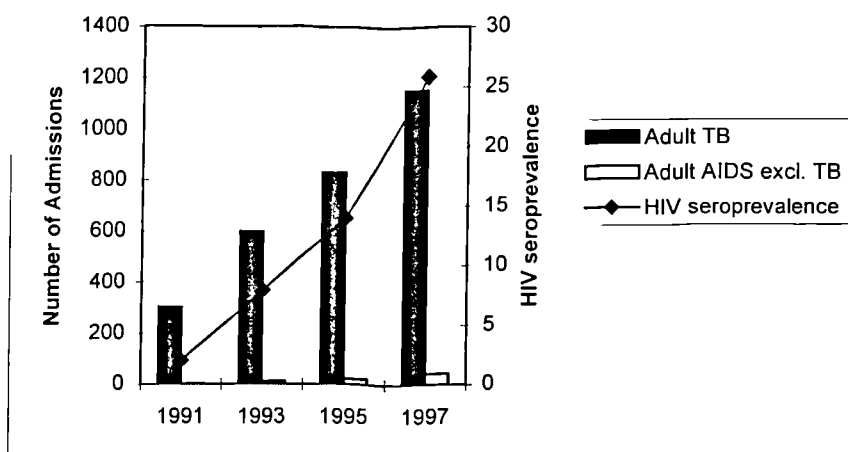 1400
1200
1000
800
600
400
200
0
Number of Admissions
30
25
20
15
10
5
0
HIV seroprevalence
1991 1993 1995 1997
Adult TB
Adult AIDS excl. TB
HIV seroprevalence